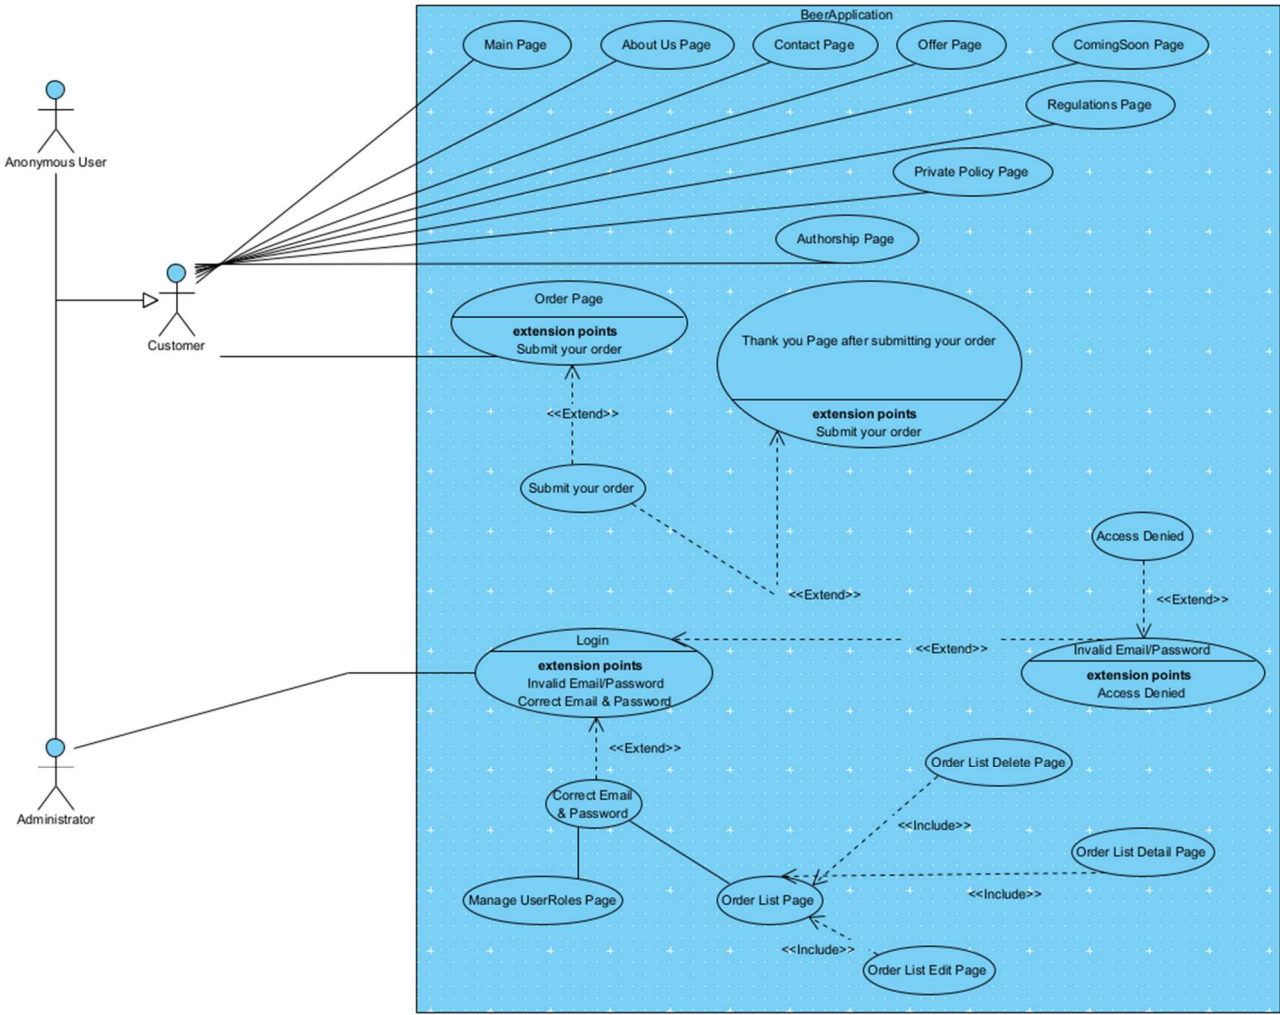 BeerApplication
Main Page
About Us Page
Contact Page
Offer Page
ComingSoon Page
Regulations Page
Anonymous User
Private Policy Page
Authorship Page
Customer
Order Page
extension points
Submit your order
Thank you Page after submitting your order
extension points
Submit your order
<<Extend>>
Submit your order
<<Extend>>
Access Denied
<<Extend>>
Login
extension points
Invalid Email/Password
Correct Email & Password
<<Extend>>
Invalid Email/Password
extension points
Access Denied
<<Extend>>
Administrator
Correct Email
& Password
Order List Delete Page
<<Include>>
Order List Detail Page
<<Include>>
Manage UserRoles Page
Order List Page
<<Include>>
Order List Edit Page